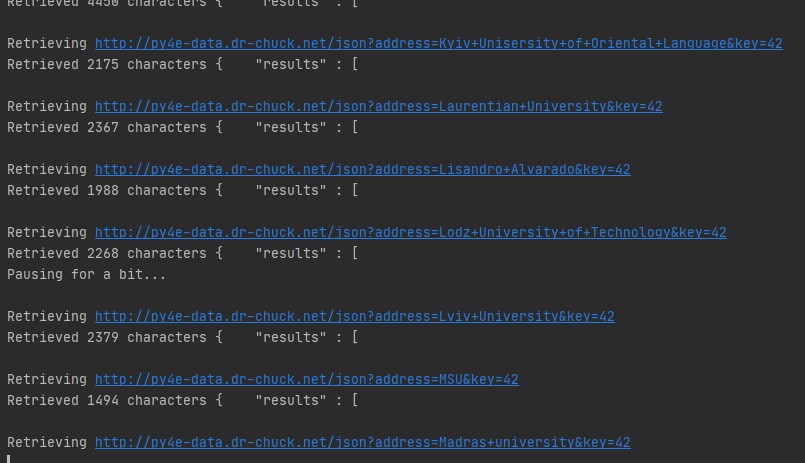 Retrieved 4450 characters {    "results" : [
Retrieving http://py4e-data.dr-chuck.net/json?address=Kyiv+Unisersity+of+Oriental+Language&key=42
Retrieved 2175 characters {    "results" : [
Retrieving http://py4e-data.dr-chuck.net/json?address=Laurentian+University&key=42
Retrieved 2367 characters {    "results" : [
Retrieving http://py4e-data.dr-chuck.net/json?address=Lisandro+Alvarado&key=42
Retrieved 1988 characters {    "results" : [
Retrieving http://py4e-data.dr-chuck.net/json?address=Lodz+University+of+Technology&key=42
Retrieved 2268 characters {    "results" : [
Pausing for a bit...
Retrieving http://py4e-data.dr-chuck.net/json?address=Lviv+University&key=42
Retrieved 2379 characters {    "results" : [
Retrieving http://py4e-data.dr-chuck.net/json?address=MSU&key=42
Retrieved 1494 characters {    "results" : [
Retrieving http://py4e-data.dr-chuck.net/json?address=Madras+university&key=42